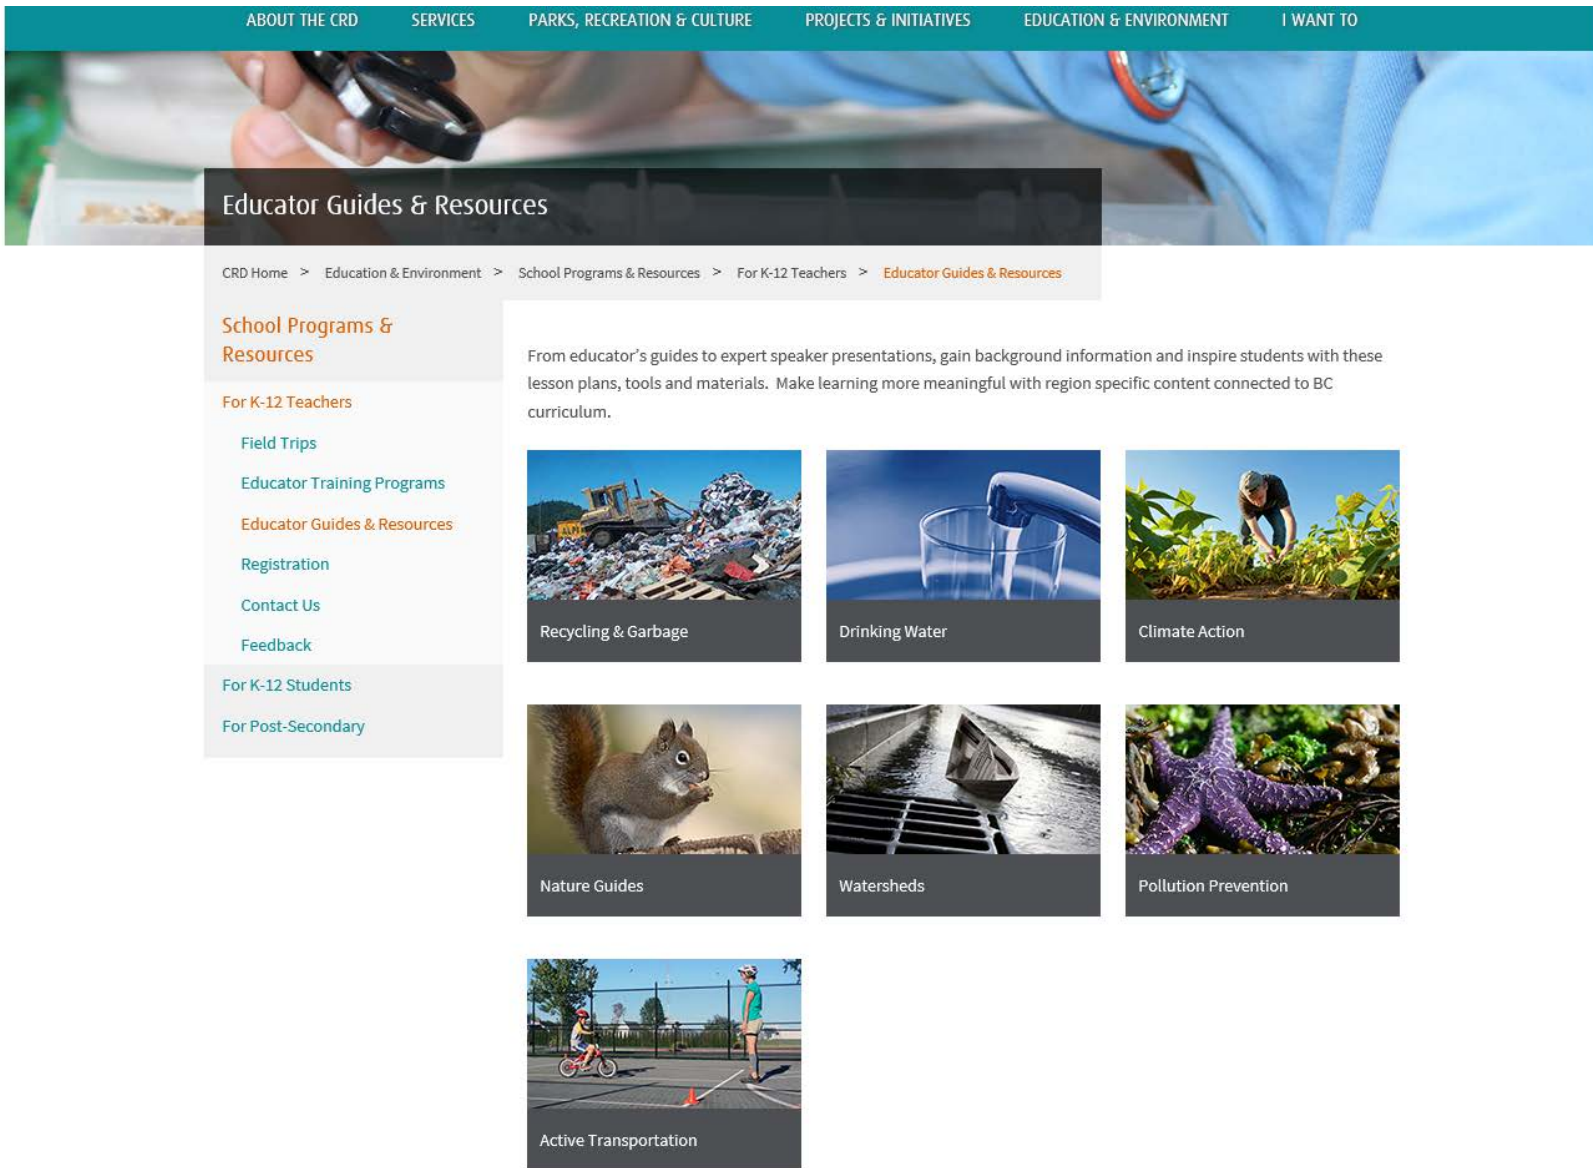 ABOUT THE CRD SERVICES PARKS, RECREATION & CULTURE PROJECTS & INITIATIVES EDUCATION & ENVIRONMENT I WANT TO
Educator Guides & Resources
CRD Home > Education & Environment > School Programs & Resources > For K-12 Teachers > Educator Guides & Resources
School Programs &
Resources
For K-12 Teachers
Field Trips
Educator Training Programs
Educator Guides & Resources
Registration
Contact Us
Feedback
For K-12 Students
For Post-Secondary
From educator’s guides to expert speaker presentations, gain background information and inspire students with these
lesson plans, tools and materials. Make learning more meaningful with region specific content connected to BC
curriculum.
Recycling & Garbage
Drinking Water
Climate Action
Nature Guides
Watersheds
Pollution Prevention
Active Transportation